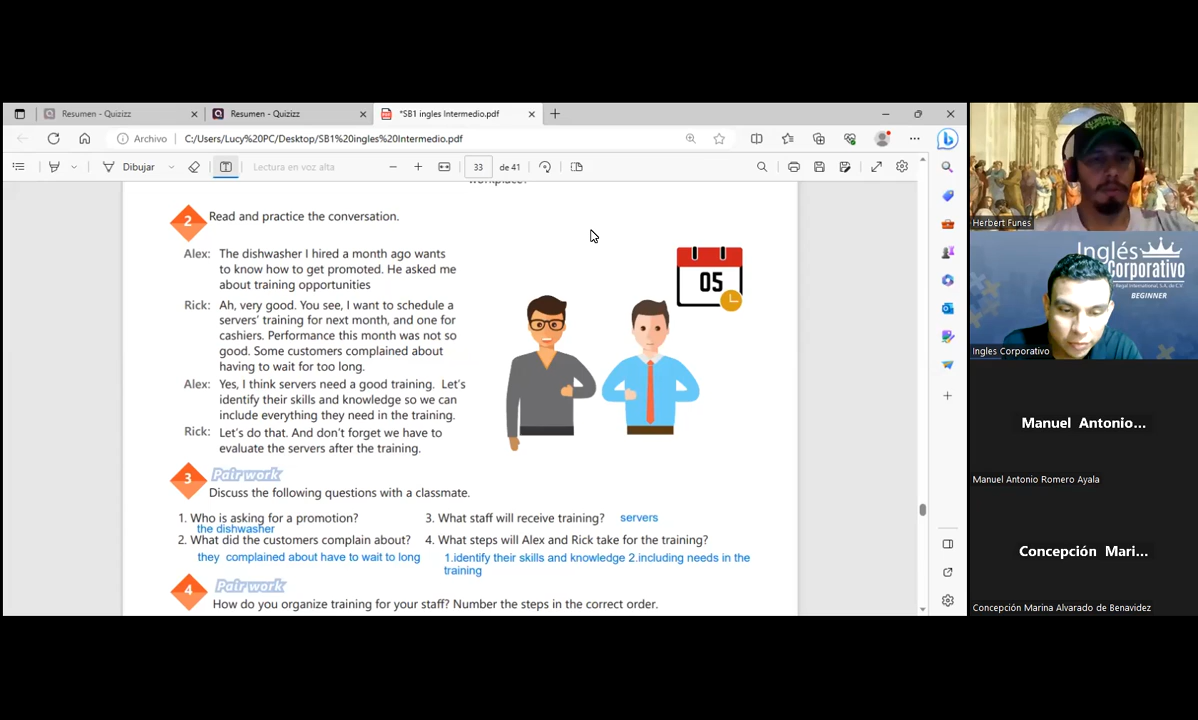 Resumen - Quizizz
Resumen - Quizizz
*SB1 ingles Intermedio.pdf
Archivo
C:/Users/Lucy%20PC/Desktop/SB1%20ingles%20Intermedio.pdf
Dibujar
Lectura en voz alta
33
de 41
2
Read and practice the conversation.
Alex: The dishwasher I hired a month ago wants
to know how to get promoted. He asked me
about training opportunities
Rick: Ah, very good. You see, I want to schedule a
servers' training for next month, and one for
cashiers. Performance this month was not so
good. Some customers complained about
having to wait for too long.
Alex: Yes, I think servers need a good training. Let's
identify their skills and knowledge so we can
include everything they need in the training.
Rick: Let's do that. And don't forget we have to
evaluate the servers after the training.
05
3
Pair work
Discuss the following questions with a classmate.
1. Who is asking for a promotion?
the dishwasher
2. What did the customers complain about?
they complained about have to wait to long
3. What staff will receive training? servers
4. What steps will Alex and Rick take for the training?
1.identify their skills and knowledge 2.including needs in the
training
4
Pair work
How do you organize training for your staff? Number the steps in the correct order.
Herbert Funes
Inglés
Corporativo
Regal International, S.A. de C.V.
BEGINNER
Ingles Corporativo
Manuel Antonio...
Manuel Antonio Romero Ayala
Concepción Mari...
Concepción Marina Alvarado de Benavidez